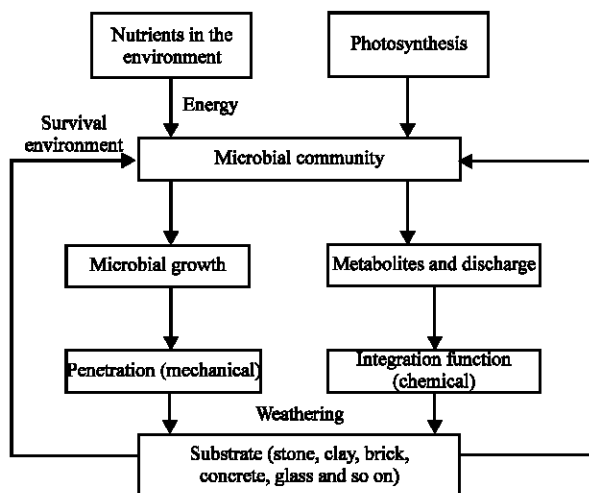 Nutrients in the
environment
Photosynthesis
Energy
Survival
environment
Microbial community
Microbial growth
Metabolites and discharge
Penetration (mechanical)
Integration function
(chemical)
Weathering
Substrate (stone, clay, brick,
concrete, glass and so on)